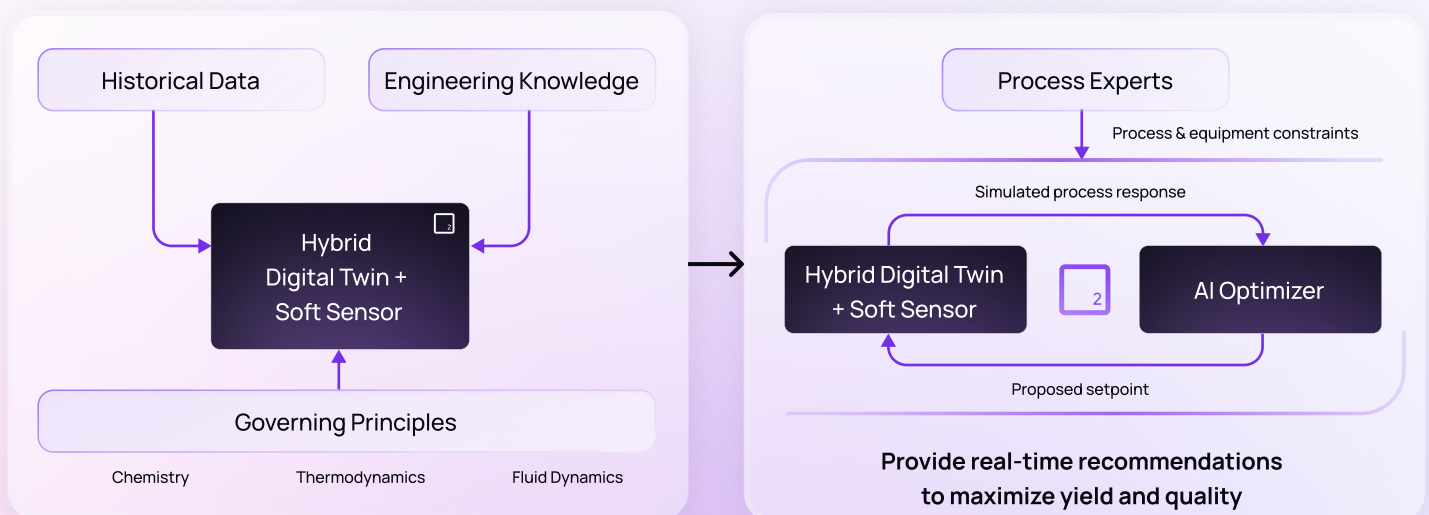 Historical Data
Engineering Knowledge
Hybrid
Digital Twin +
Soft Sensor
2
Governing Principles
Chemistry
Thermodynamics
Fluid Dynamics
Process Experts
Process & equipment constraints
Simulated process response
Hybrid Digital Twin
+ Soft Sensor
2
AI Optimizer
Proposed setpoint
Provide real-time recommendations
to maximize yield and quality